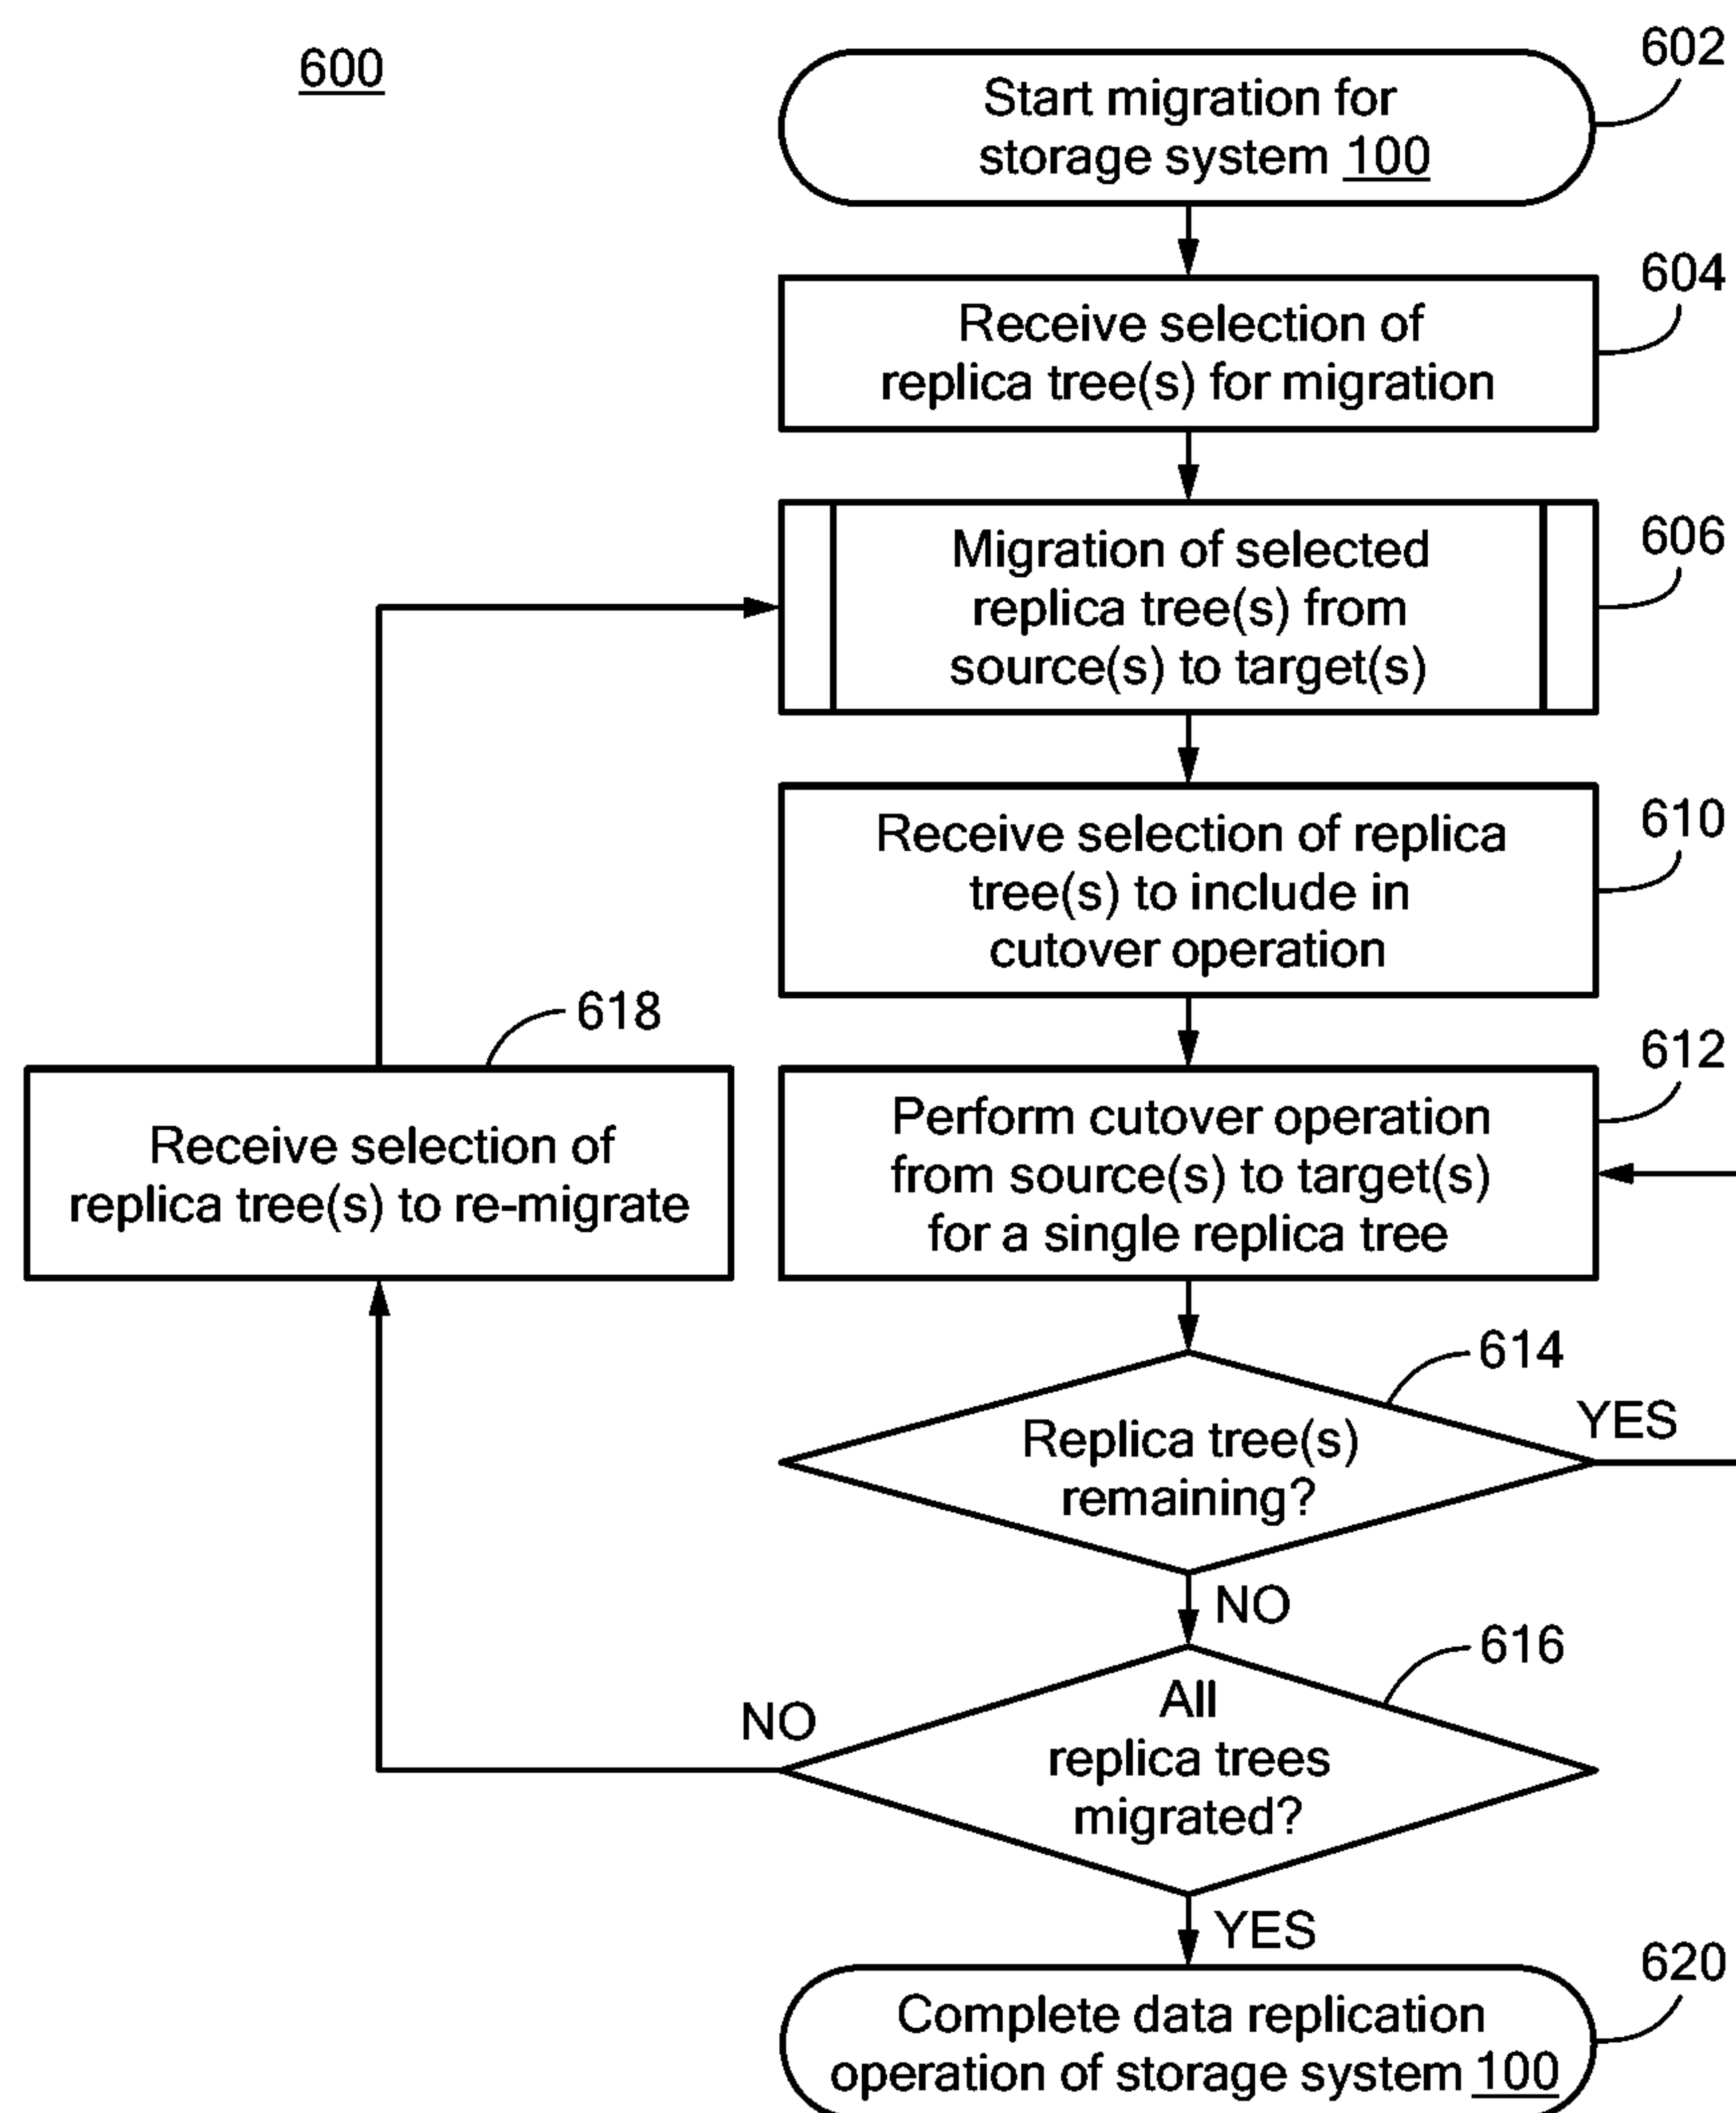 600
602
Start migration for
storage system 100
604
Receive selection of
replica tree(s) for migration
606
Migration of selected
replica tree(s) from
source(s) to target(s)
610
Receive selection of replica
tree(s) to include in
cutover operation
618
Receive selection of
replica tree(s) to re-migrate
612
Perform cutover operation
from source(s) to target(s)
for a single replica tree
614
Replica tree(s)
remaining?
YES
NO
616
All
replica trees
migrated?
NO
YES
620
Complete data replication
operation of storage system 100